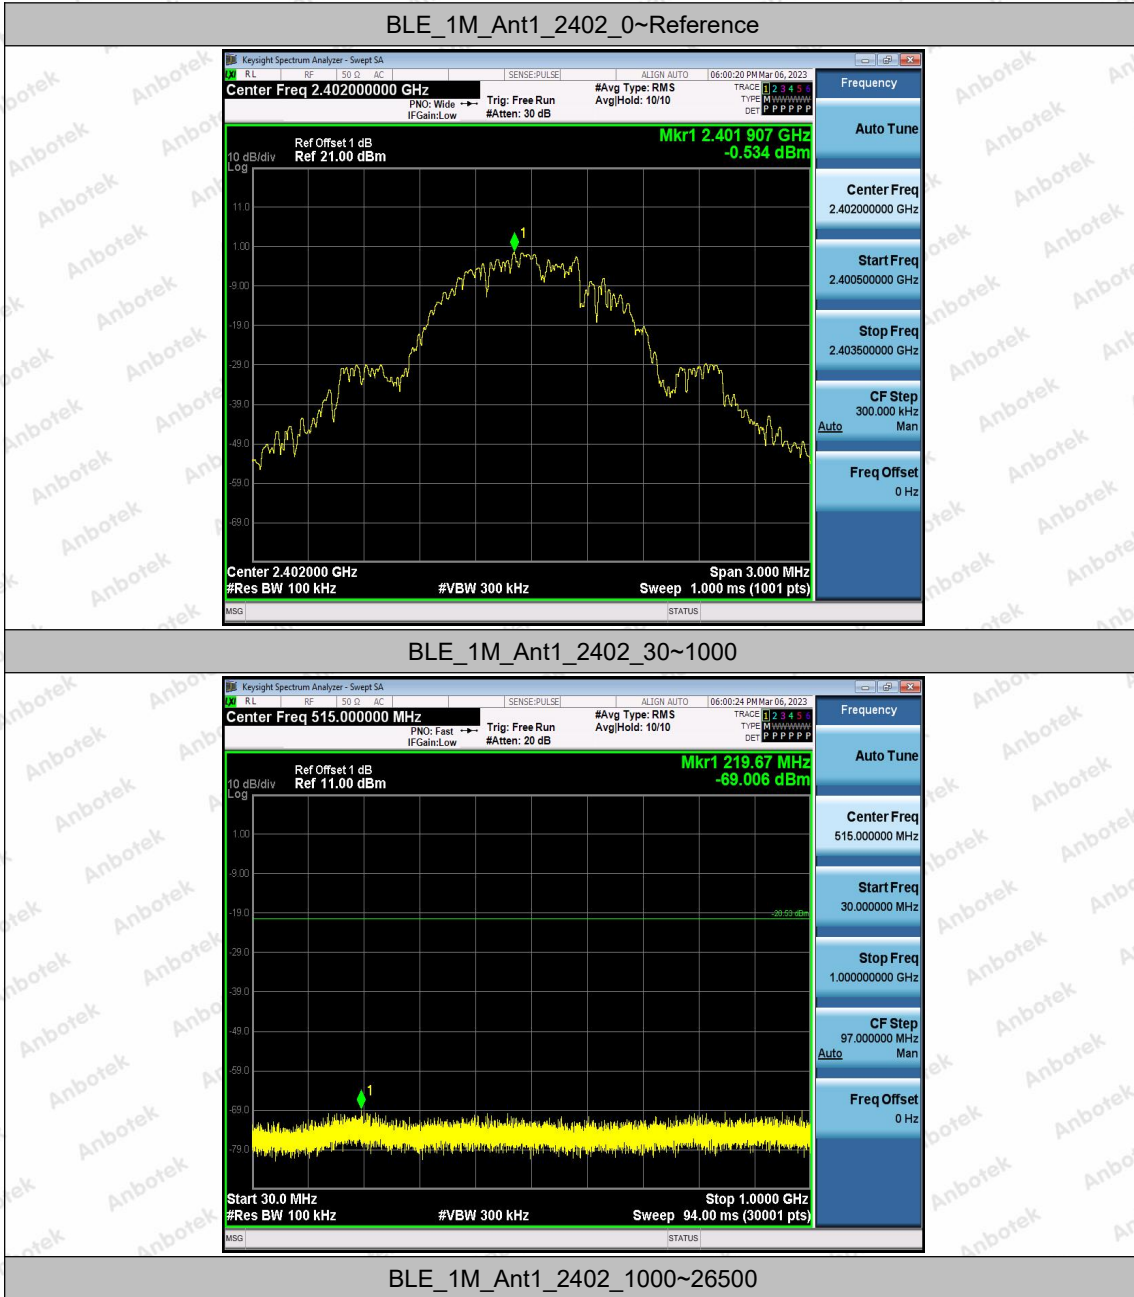 BLE_1M_Ant1_2402_0~Reference
Keysight Spectrum Analyzer - Swept SA
LXI RL RF 50 Ω AC SENSE:PULSE ALIGN AUTO 06:00:20 PM Mar 06, 2023
Center Freq 2.402000000 GHz
PNO: Wide
IFGain:Low
Trig: Free Run
#Atten: 30 dB
#Avg Type: RMS
Avg|Hold: 10/10
TRACE 1 2 3 4 5 6
TYPE M W W W W W
DET P P P P P P
Ref Offset 1 dB
10 dB/div Ref 21.00 dBm
Log
Mkr1 2.401 907 GHz
-0.534 dBm
1
11.0
1.00
-9.00
-19.0
-29.0
-39.0
-49.0
-59.0
-69.0
Center 2.402000 GHz Span 3.000 MHz
#Res BW 100 kHz #VBW 300 kHz Sweep 1.000 ms (1001 pts)
MSG STATUS
Frequency
Auto Tune
Center Freq
2.402000000 GHz
Start Freq
2.400500000 GHz
Stop Freq
2.403500000 GHz
CF Step
300.000 kHz
Auto Man
Freq Offset
0 Hz
BLE_1M_Ant1_2402_30~1000
Keysight Spectrum Analyzer - Swept SA
LXI RL RF 50 Ω AC SENSE:PULSE ALIGN AUTO 06:00:24 PM Mar 06, 2023
Center Freq 515.000000 MHz
PNO: Fast
IFGain:Low
Trig: Free Run
#Atten: 20 dB
#Avg Type: RMS
Avg|Hold: 10/10
TRACE 1 2 3 4 5 6
TYPE M W W W W W
DET P P P P P P
Ref Offset 1 dB
10 dB/div Ref 11.00 dBm
Log
Mkr1 219.67 MHz
-69.006 dBm
1.00
-9.00
-19.0
-20.53 dBm
-29.0
-39.0
-49.0
-59.0
1
-69.0
-79.0
Start 30.0 MHz Stop 1.0000 GHz
#Res BW 100 kHz #VBW 300 kHz Sweep 94.00 ms (30001 pts)
MSG STATUS
Frequency
Auto Tune
Center Freq
515.000000 MHz
Start Freq
30.000000 MHz
Stop Freq
1.000000000 GHz
CF Step
97.000000 MHz
Auto Man
Freq Offset
0 Hz
BLE_1M_Ant1_2402_1000~26500
Anbotek